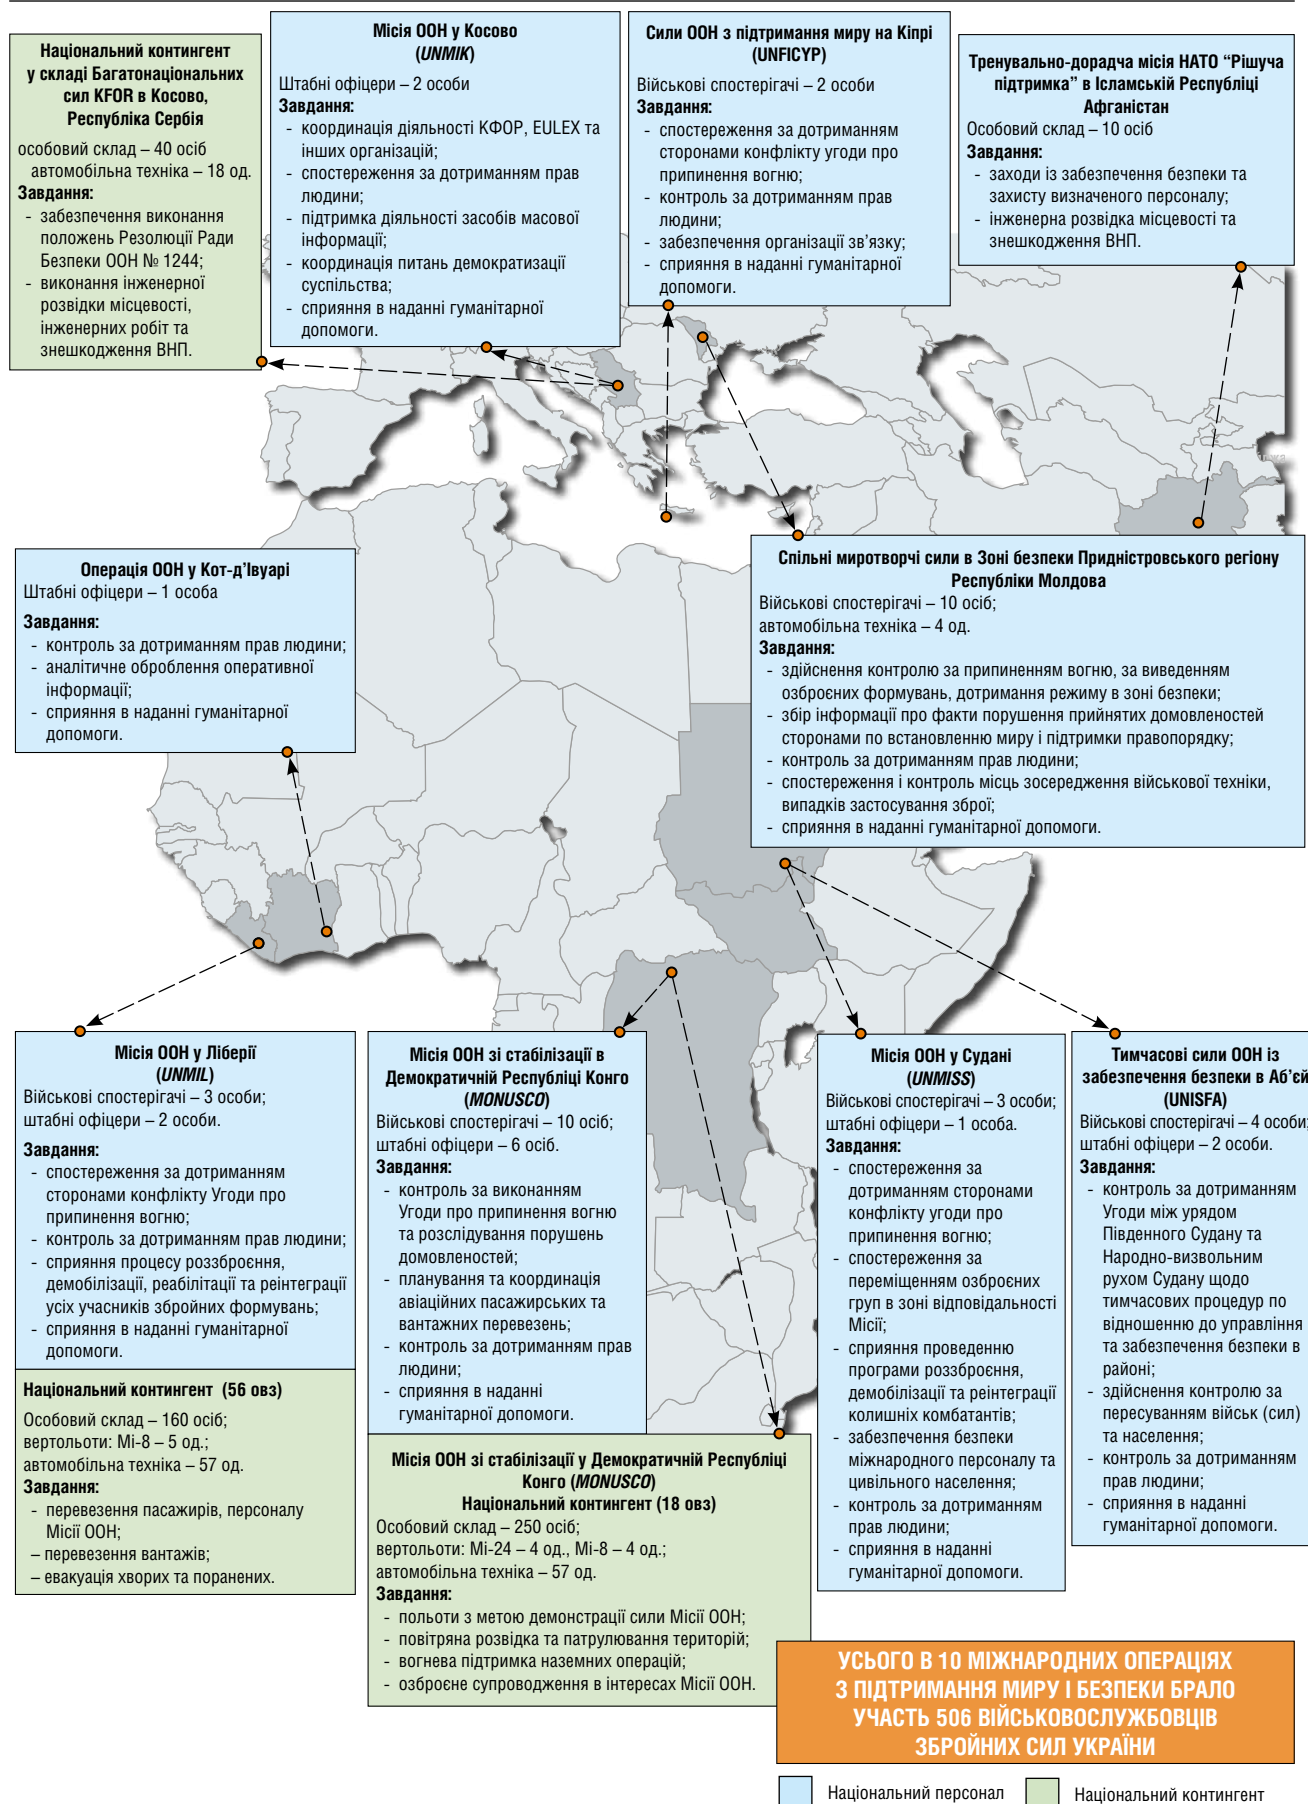 Національний контингент
у складі Багатонаціональних
сил KFOR в Косово,
Республіка Сербія
особовий склад – 40 осіб
автомобільна техніка – 18 од.
Завдання:
- забезпечення виконання
положень Резолюції Ради
Безпеки ООН № 1244;
- виконання інженерної
розвідки місцевості,
інженерних робіт та
знешкодження ВНП.
Місія ООН у Косово
(UNMIK)
Штабні офіцери – 2 особи
Завдання:
- координація діяльності КФОР, EULEX та
інших організацій;
- спостереження за дотриманням прав
людини;
- підтримка діяльності засобів масової
інформації;
- координація питань демократизації
суспільства;
- сприяння в наданні гуманітарної
допомоги.
Сили ООН з підтримання миру на Кіпрі
(UNFICYP)
Військові спостерігачі – 2 особи
Завдання:
- спостереження за дотриманням
сторонами конфлікту угоди про
припинення вогню;
- контроль за дотриманням прав
людини;
- забезпечення організації зв’язку;
- сприяння в наданні гуманітарної
допомоги.
Тренувально-дорадча місія НАТО “Рішуча
підтримка” в Ісламській Республіці
Афганістан
Особовий склад – 10 осіб
Завдання:
- заходи із забезпечення безпеки та
захисту визначеного персоналу;
- інженерна розвідка місцевості та
знешкодження ВНП.
Операція ООН у Кот-д’Івуарі
Штабні офіцери – 1 особа
Завдання:
- контроль за дотриманням прав людини;
- аналітичне оброблення оперативної
інформації;
- сприяння в наданні гуманітарної
допомоги.
Спільні миротворчі сили в Зоні безпеки Придністровського регіону
Республіки Молдова
Військові спостерігачі – 10 осіб;
автомобільна техніка – 4 од.
Завдання:
- здійснення контролю за припиненням вогню, за виведенням
озброєних формувань, дотримання режиму в зоні безпеки;
- збір інформації про факти порушення прийнятих домовленостей
сторонами по встановленню миру і підтримки правопорядку;
- контроль за дотриманням прав людини;
- спостереження і контроль місць зосередження військової техніки,
випадків застосування зброї;
- сприяння в наданні гуманітарної допомоги.
Місія ООН у Ліберії
(UNMIL)
Військові спостерігачі – 3 особи;
штабні офіцери – 2 особи.
Завдання:
- спостереження за дотриманням
сторонами конфлікту Угоди про
припинення вогню;
- контроль за дотриманням прав людини;
- сприяння процесу роззброєння,
демобілізації, реабілітації та реінтеграції
усіх учасників збройних формувань;
- сприяння в наданні гуманітарної
допомоги.
Національний контингент (56 овз)
Особовий склад – 160 осіб;
вертольоти: Мі-8 – 5 од.;
автомобільна техніка – 57 од.
Завдання:
- перевезення пасажирів, персоналу
Місії ООН;
– перевезення вантажів;
– евакуація хворих та поранених.
Місія ООН зі стабілізації в
Демократичній Республіці Конго
(MONUSCO)
Військові спостерігачі – 10 осіб;
штабні офіцери – 6 осіб.
Завдання:
- контроль за виконанням
Угоди про припинення вогню
та розслідування порушень
домовленостей;
- планування та координація
авіаційних пасажирських та
вантажних перевезень;
- контроль за дотриманням прав
людини;
- сприяння в наданні
гуманітарної допомоги.
Місія ООН зі стабілізації у Демократичній Республіці
Конго (MONUSCO)
Національний контингент (18 овз)
Особовий склад – 250 осіб;
вертольоти: Мі-24 – 4 од., Мі-8 – 4 од.;
автомобільна техніка – 57 од.
Завдання:
- польоти з метою демонстрації сили Місії ООН;
- повітряна розвідка та патрулювання територій;
- вогнева підтримка наземних операцій;
- озброєне супроводження в інтересах Місії ООН.
Місія ООН у Судані
(UNMISS)
Військові спостерігачі – 3 особи;
штабні офіцери – 1 особа.
Завдання:
- спостереження за
дотриманням сторонами
конфлікту угоди про
припинення вогню;
- спостереження за
переміщенням озброєних
груп в зоні відповідальності
Місії;
- сприяння проведенню
програми роззброєння,
демобілізації та реінтеграції
колишніх комбатантів;
- забезпечення безпеки
міжнародного персоналу та
цивільного населення;
- контроль за дотриманням
прав людини;
- сприяння в наданні
гуманітарної допомоги.
Тимчасові сили ООН із
забезпечення безпеки в Аб’єй
(UNISFA)
Військові спостерігачі – 4 особи;
штабні офіцери – 2 особи.
Завдання:
- контроль за дотриманням
Угоди між урядом
Південного Судану та
Народно-визвольним
рухом Судану щодо
тимчасових процедур по
відношенню до управління
та забезпечення безпеки в
районі;
- здійснення контролю за
пересуванням військ (сил)
та населення;
- контроль за дотриманням
прав людини;
- сприяння в наданні
гуманітарної допомоги.
УСЬОГО В 10 МІЖНАРОДНИХ ОПЕРАЦІЯХ
З ПІДТРИМАННЯ МИРУ І БЕЗПЕКИ БРАЛО
УЧАСТЬ 506 ВІЙСЬКОВОСЛУЖБОВЦІВ
ЗБРОЙНИХ СИЛ УКРАЇНИ
Національний персонал
Національний контингент